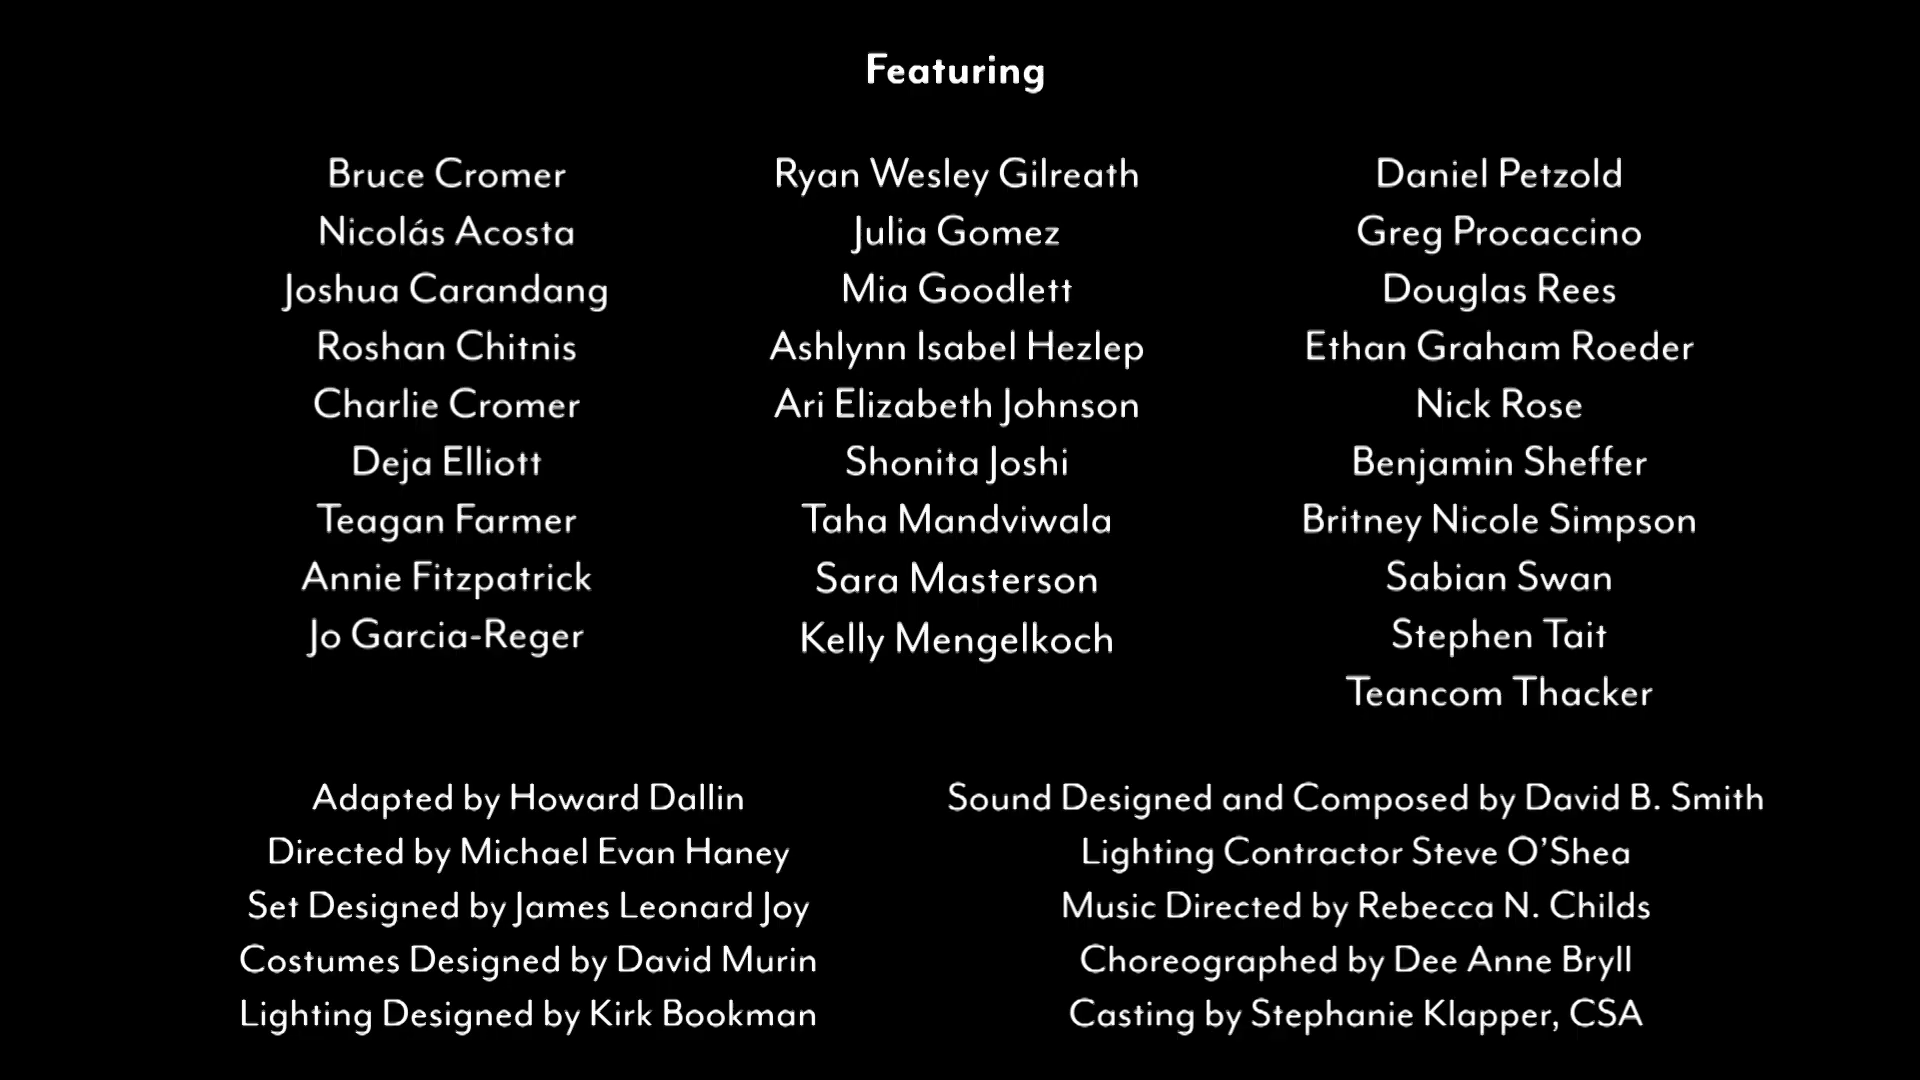 Featuring
Bruce Cromer
Nicolás Acosta
Joshua Carandang
Roshan Chitnis
Charlie Cromer
Deja Elliott
Teagan Farmer
Annie Fitzpatrick
Jo Garcia-Reger
Ryan Wesley Gilreath
Julia Gomez
Mia Goodlett
Ashlynn Isabel Hezlep
Ari Elizabeth Johnson
Shonita Joshi
Taha Mandviwala
Sara Masterson
Kelly Mengelkoch
Daniel Petzold
Greg Procaccino
Douglas Rees
Ethan Graham Roeder
Nick Rose
Benjamin Sheffer
Britney Nicole Simpson
Sabian Swan
Stephen Tait
Teancom Thacker
Adapted by Howard Dallin
Directed by Michael Evan Haney
Set Designed by James Leonard Joy
Costumes Designed by David Murin
Lighting Designed by Kirk Bookman
Sound Designed and Composed by David B. Smith
Lighting Contractor Steve O’Shea
Music Directed by Rebecca N. Childs
Choreographed by Dee Anne Bryll
Casting by Stephanie Klapper, CSA